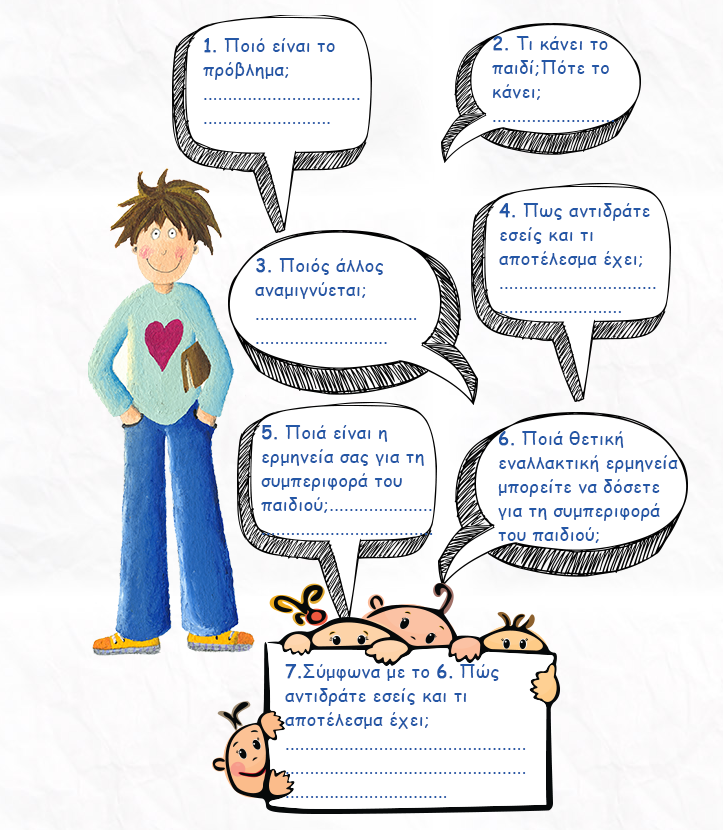 1. Ποιό είναι το
πρόβλημα;
................................
..........................
2. Τι κάνει το
παιδί;Πότε το
κάνει;
........................
3. Ποιός άλλος
αναμιγνύεται;
.................................
...........................
4. Πως αντιδράτε
εσείς και τι
αποτέλεσμα έχει;
................................
.........................
5. Ποιά είναι η
ερμηνεία σας για τη
συμπεριφορά του
παιδιού;.....................
..................................
6. Ποιά θετική
εναλλακτική ερμηνεία
μπορείτε να δόσετε
για τη συμπεριφορά
του παιδιού;
7.Σύμφωνα με το 6. Πώς
αντιδράτε εσείς και τι
αποτέλεσμα έχει;
.................................................
.................................................
.................................